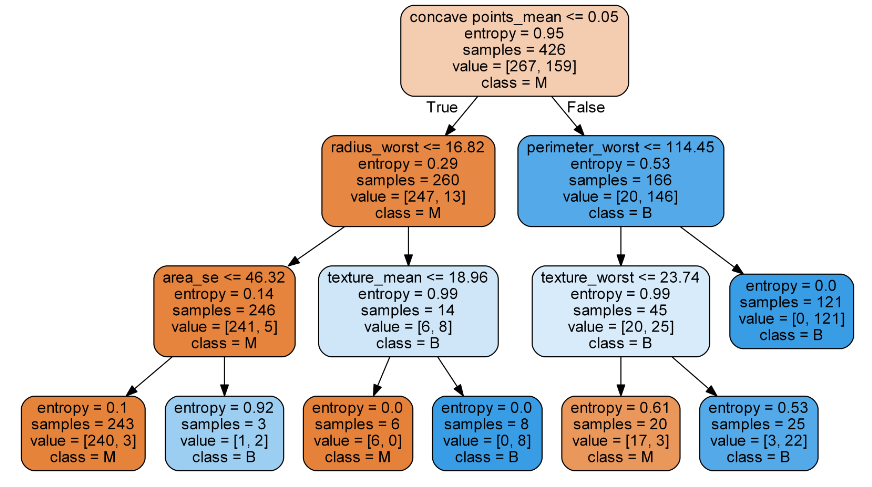 concave points_mean <= 0.05
entropy = 0.95
samples = 426
value = [267, 159]
class = M
True
False
radius_worst <= 16.82
entropy = 0.29
samples = 260
value = [247, 13]
class = M
perimeter_worst <= 114.45
entropy = 0.53
samples = 166
value = [20, 146]
class = B
area_se <= 46.32
entropy = 0.14
samples = 246
value = [241, 5]
class = M
texture_mean <= 18.96
entropy = 0.99
samples = 14
value = [6, 8]
class = B
texture_worst <= 23.74
entropy = 0.99
samples = 45
value = [20, 25]
class = B
entropy = 0.0
samples = 121
value = [0, 121]
class = B
entropy = 0.1
samples = 243
value = [240, 3]
class = M
entropy = 0.92
samples = 3
value = [1, 2]
class = B
entropy = 0.0
samples = 6
value = [6, 0]
class = M
entropy = 0.0
samples = 8
value = [0, 8]
class = B
entropy = 0.61
samples = 20
value = [17, 3]
class = M
entropy = 0.53
samples = 25
value = [3, 22]
class = B